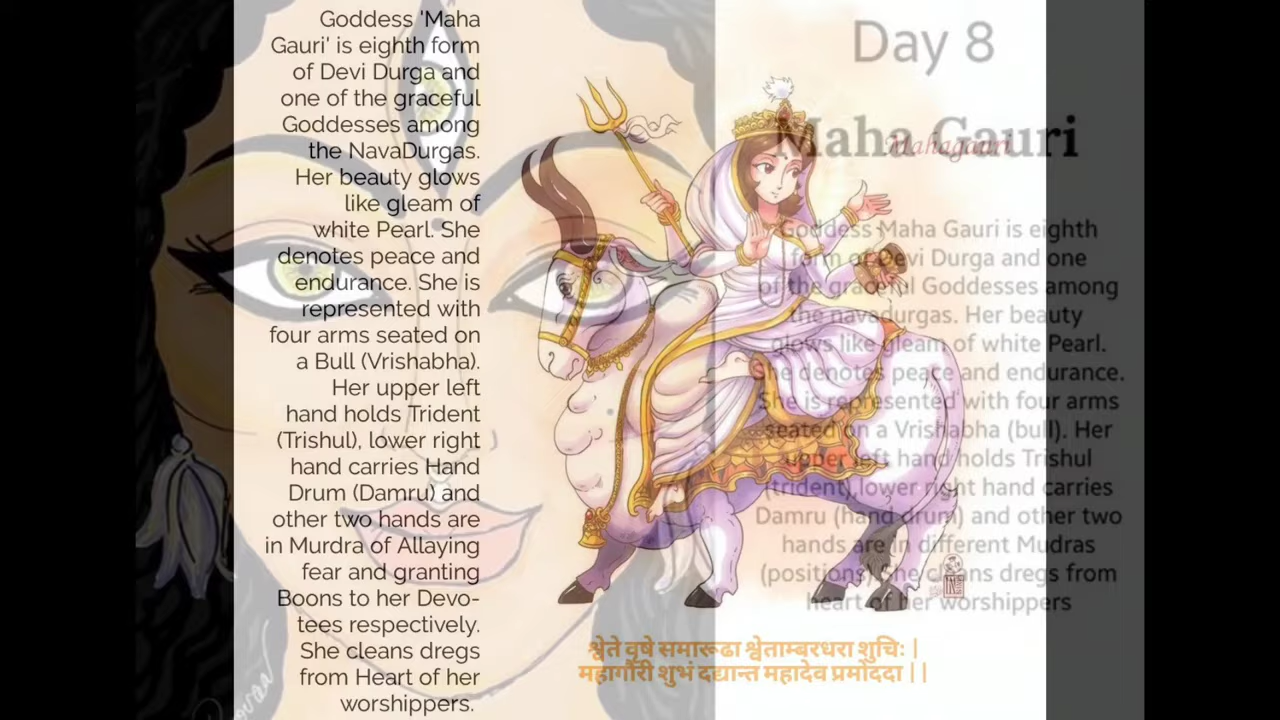 Goddess 'Maha
Gauri' is eighth form
of Devi Durga and
one of the graceful
Goddesses among
the NavaDurgas.
Her beauty glows
like gleam of
white Pearl. She
denotes peace and
endurance. She is
represented with
four arms seated on
a Bull (Vrishabha).
Her upper left
hand holds Trident
(Trishul), lower right
hand carries Hand
Drum (Damru) and
other two hands are
in Murdra of Allaying
fear and granting
Boons to her Devo-
tees respectively.
She cleans dregs
from Heart of her
worshippers.
Day 8
Maha Gauri
Mahagauri
Goddess Maha Gauri is eighth
form of Devi Durga and one
of the graceful Goddesses among
the navadurgas. Her beauty
glows like gleam of white Pearl.
She denotes peace and endurance.
She is represented with four arms
seated on a Vrishabha (bull). Her
upper left hand holds Trishul
(trident),lower right hand carries
Damru (hand drum) and other two
hands are in different Mudras
(positions). She cleans dregs from
heart of her worshippers
श्वेते वृषे समारूढा श्वेताम्बरधरा शुचिः |
महागौरी शुभं दद्यान्त महादेव प्रमोददा ||